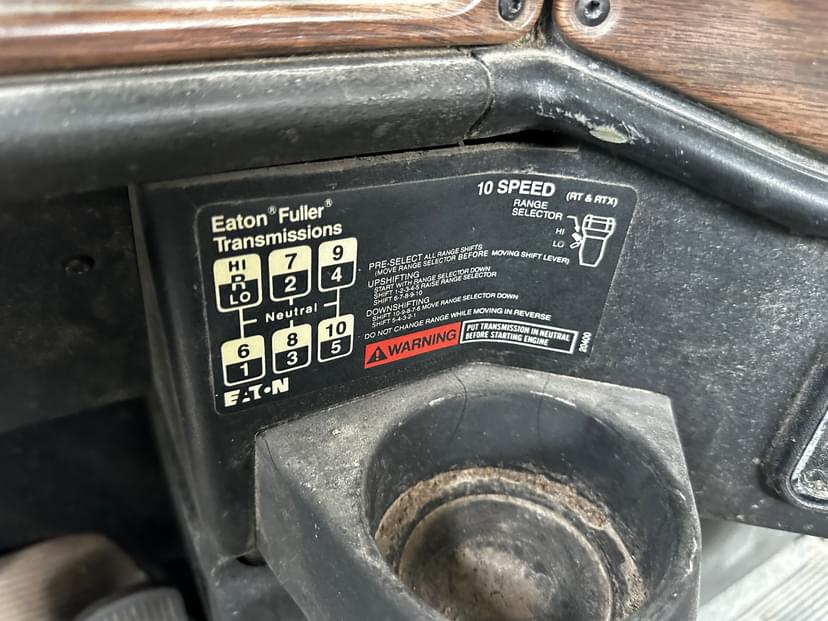 Eaton® Fuller®
Transmissions
10 SPEED (RT & RTX)
RANGE
SELECTOR
HI
LO
HI 7 9
R 2 4
LO
Neutral
6 8 10
1 3 5
EATON
PRE-SELECT ALL RANGE SHIFTS
(MOVE RANGE SELECTOR BEFORE MOVING SHIFT LEVER)
UPSHIFTING
START WITH RANGE SELECTOR DOWN
SHIFT 1-2-3-4-5 RAISE RANGE SELECTOR
SHIFT 6-7-8-9-10
DOWNSHIFTING
SHIFT 10-9-8-7-6 MOVE RANGE SELECTOR DOWN
SHIFT 5-4-3-2-1
DO NOT CHANGE RANGE WHILE MOVING IN REVERSE
WARNING
PUT TRANSMISSION IN NEUTRAL
BEFORE STARTING ENGINE
20400